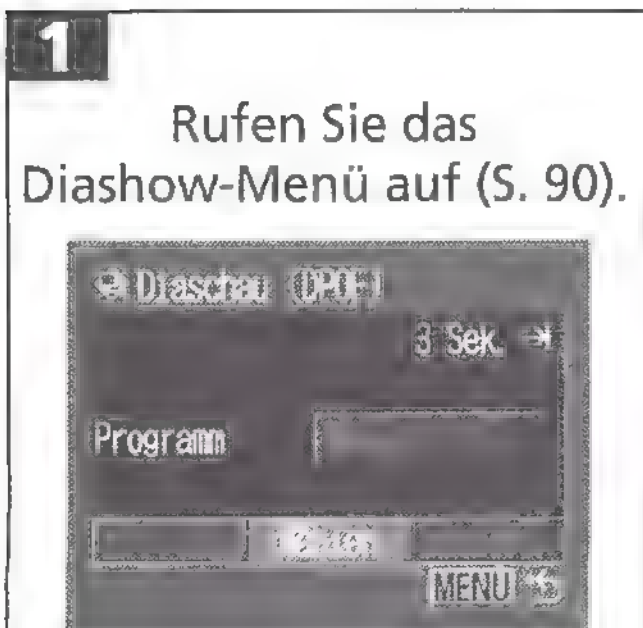 1
Rufen Sie das
Diashow-Menü auf (S. 90).
Diaschau
3 Sek.
Programm
MENU